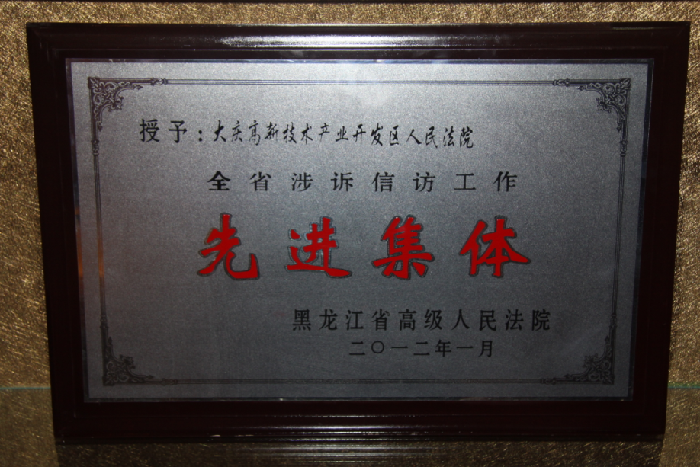 授予：大庆高新技术产业开发区人民法院
全省涉诉信访工作
先进集体
黑龙江省高级人民法院
二〇一二年一月